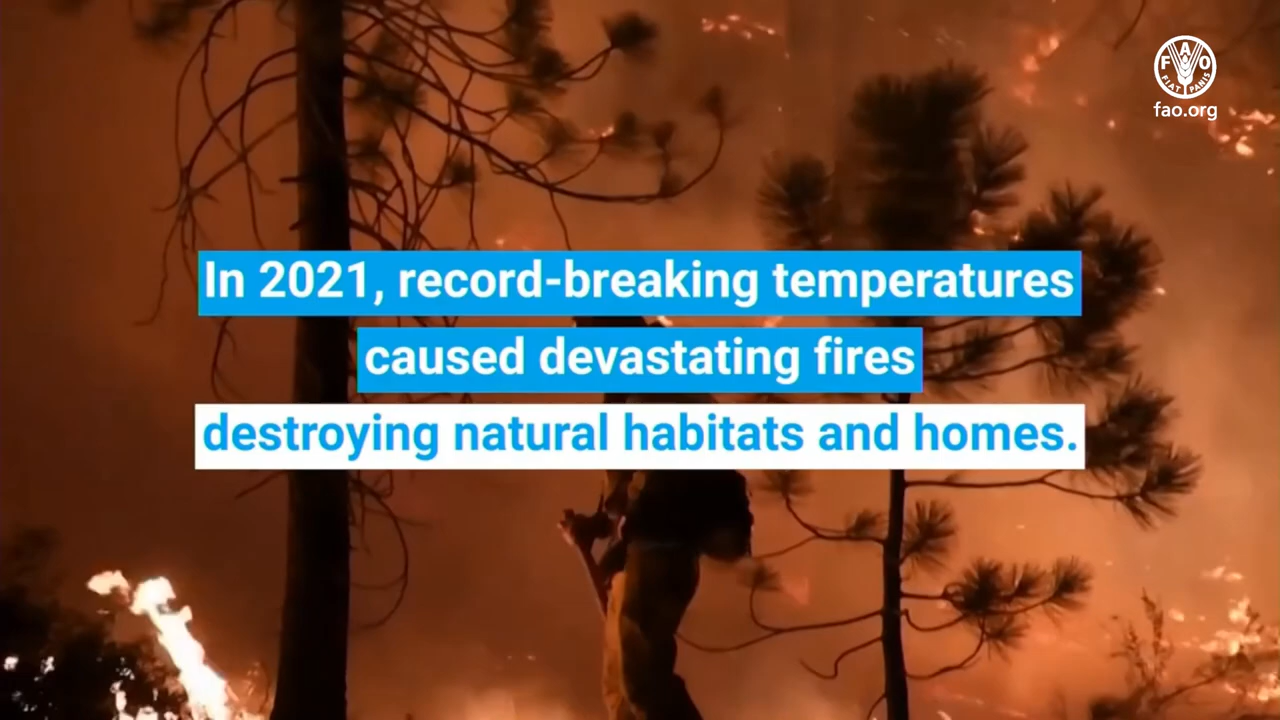 FAO
FIAT PANIS
fao.org
In 2021, record-breaking temperatures
caused devastating fires
destroying natural habitats and homes.